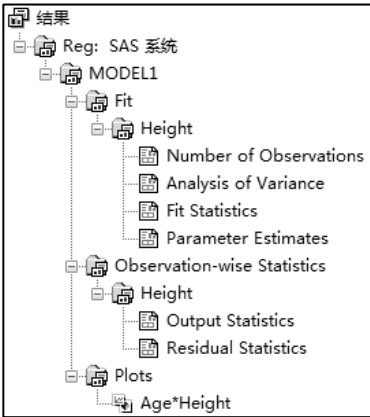 结果
Reg: SAS 系统
MODEL1
Fit
Height
Number of Observations
Analysis of Variance
Fit Statistics
Parameter Estimates
Observation-wise Statistics
Height
Output Statistics
Residual Statistics
Plots
Age*Height